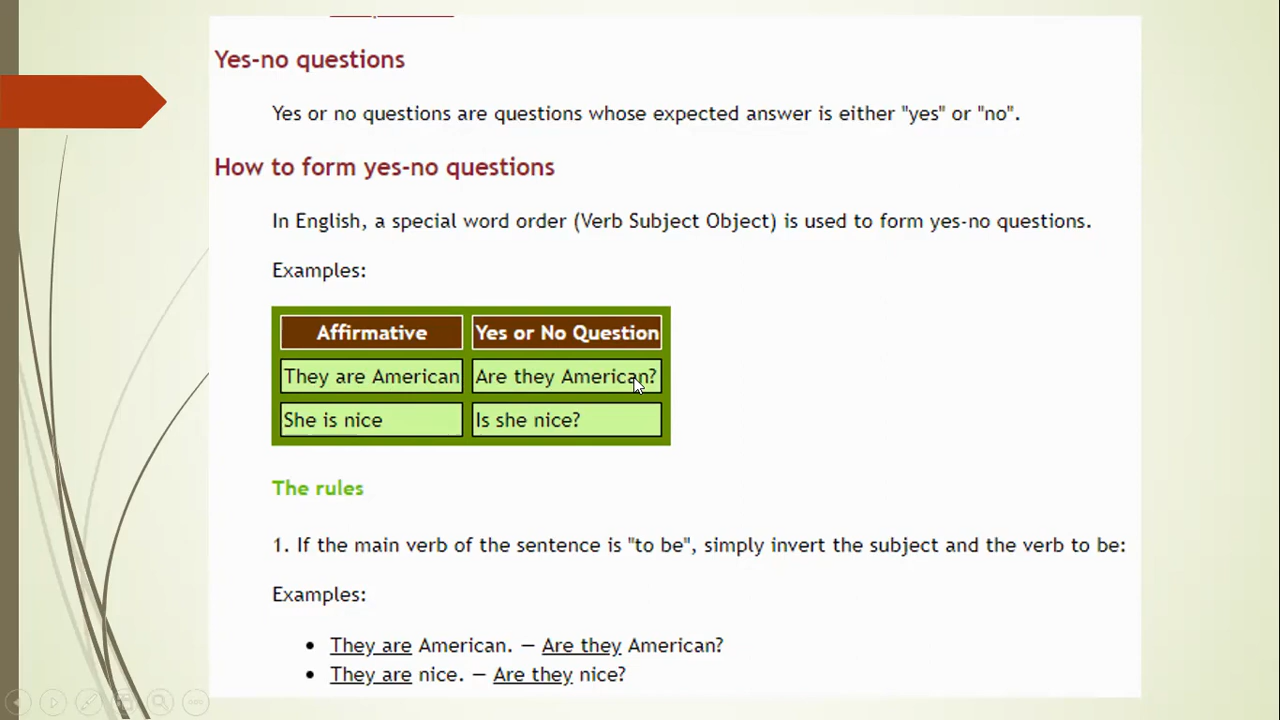 Yes-no questions
Yes or no questions are questions whose expected answer is either "yes" or "no".
How to form yes-no questions
In English, a special word order (Verb Subject Object) is used to form yes-no questions.
Examples:
Affirmative Yes or No Question
They are American Are they American?
She is nice Is she nice?
The rules
1. If the main verb of the sentence is "to be", simply invert the subject and the verb to be:
Examples:
• They are American. — Are they American?
• They are nice. — Are they nice?